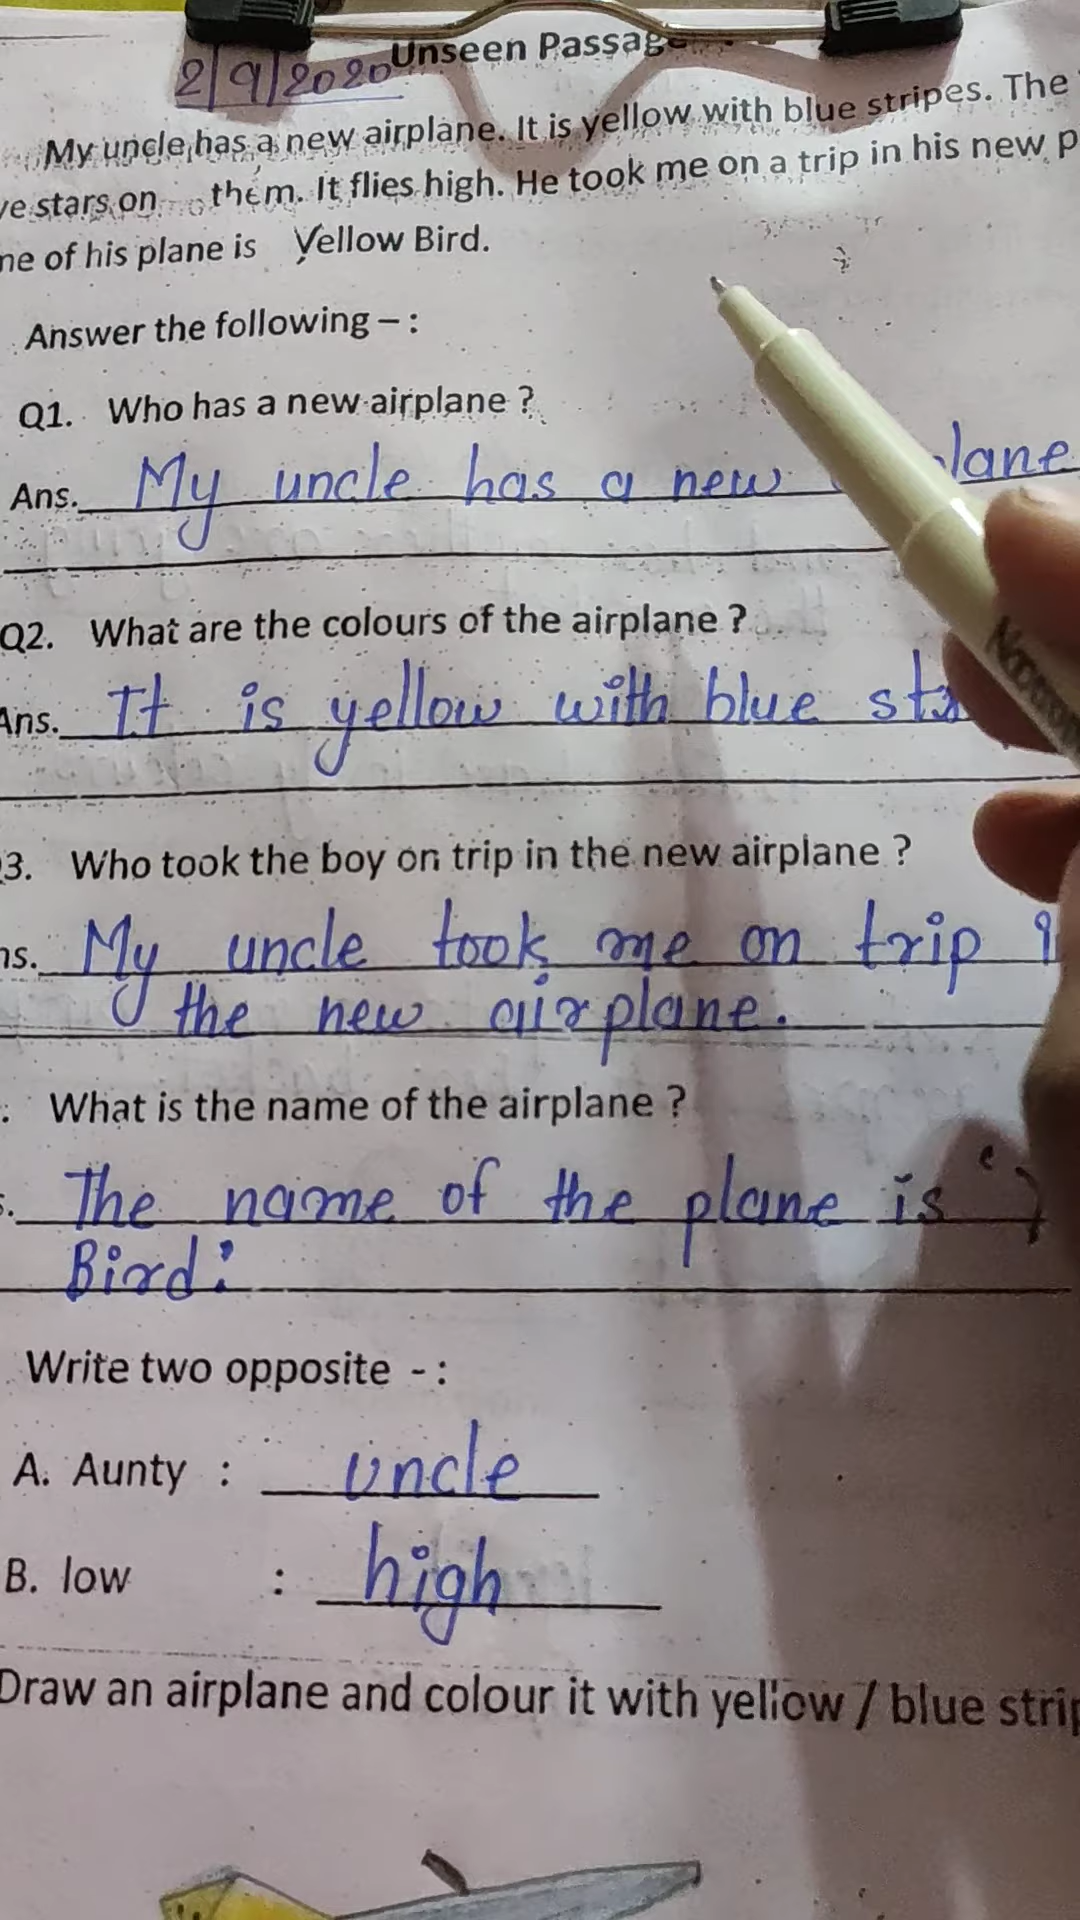 Unseen Passage
2/9/2020
My uncle has a new airplane. It is yellow with blue stripes. The
stars on them. It flies high. He took me on a trip in his new
of his plane is Yellow Bird.
Answer the following – :
Q1. Who has a new airplane ?
Ans. My uncle has a new
Q2. What are the colours of the airplane ?
Ans. It is yellow with blue
3. Who took the boy on trip in the new airplane ?
My uncle took me on trip
the new airplane.
What is the name of the airplane ?
The name of the plane is
Bird.
Write two opposite - :
A. Aunty : uncle
B. low : high
Draw an airplane and colour it with yellow / blue